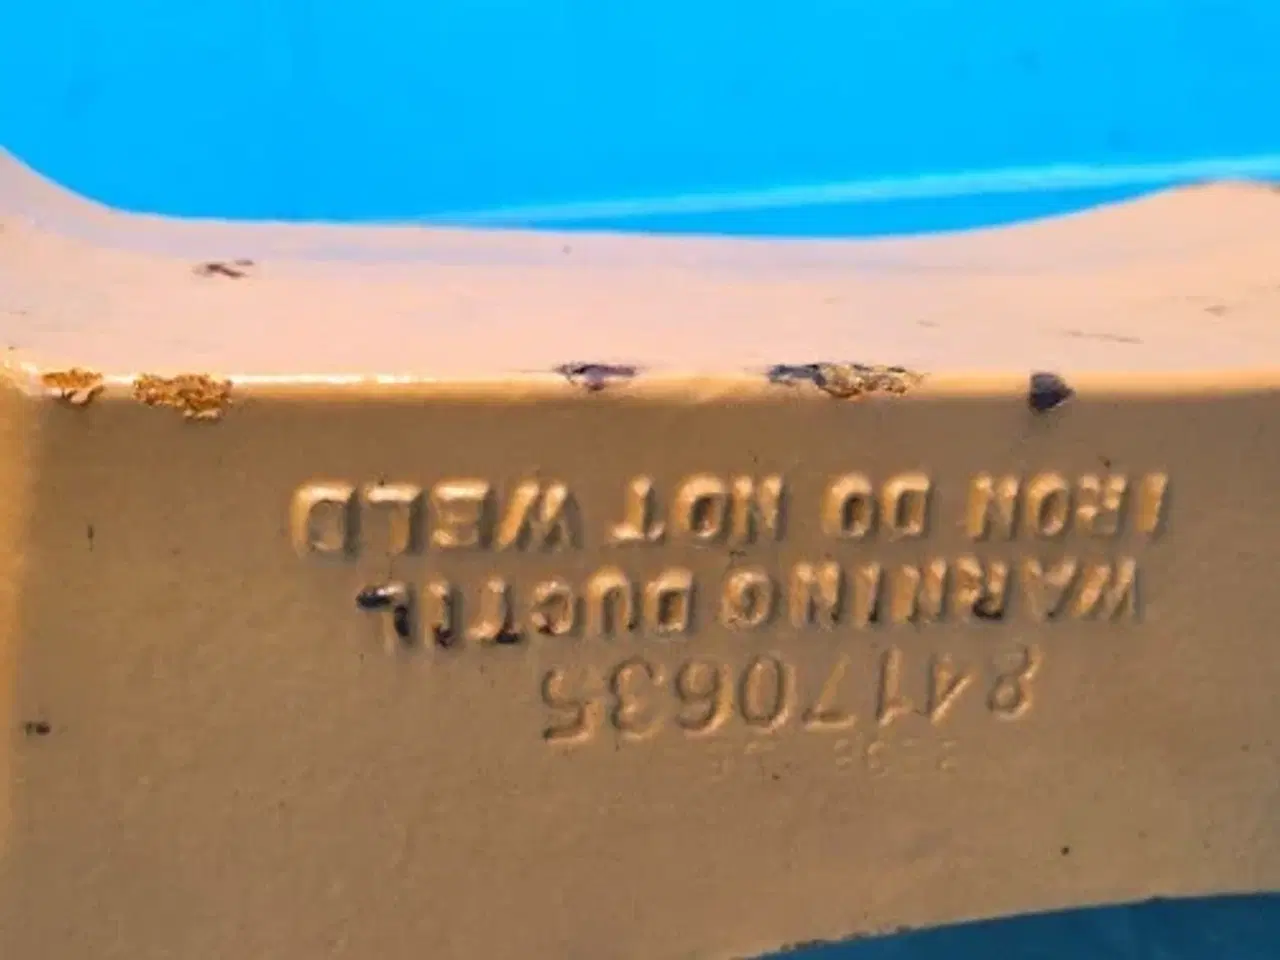 84170635
WARNING DUCTIL
IRON DO NOT WELD